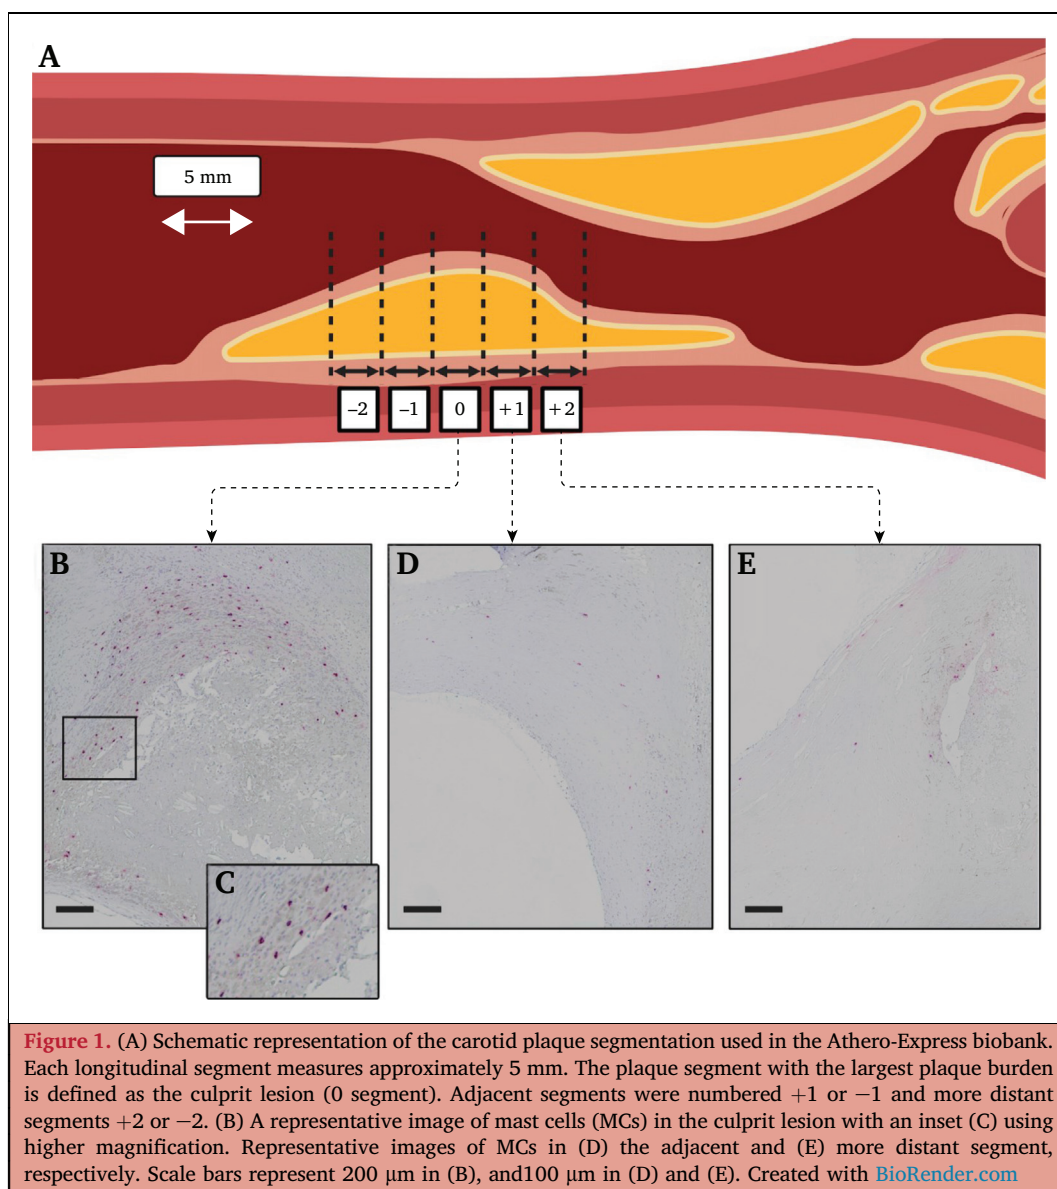 A
5 mm
–2
–1
0
+1
+2
B
D
E
C
Figure 1. (A) Schematic representation of the carotid plaque segmentation used in the Athero-Express biobank.
Each longitudinal segment measures approximately 5 mm. The plaque segment with the largest plaque burden
is defined as the culprit lesion (0 segment). Adjacent segments were numbered +1 or −1 and more distant
segments +2 or −2. (B) A representative image of mast cells (MCs) in the culprit lesion with an inset (C) using
higher magnification. Representative images of MCs in (D) the adjacent and (E) more distant segment,
respectively. Scale bars represent 200 μm in (B), and100 μm in (D) and (E). Created with BioRender.com